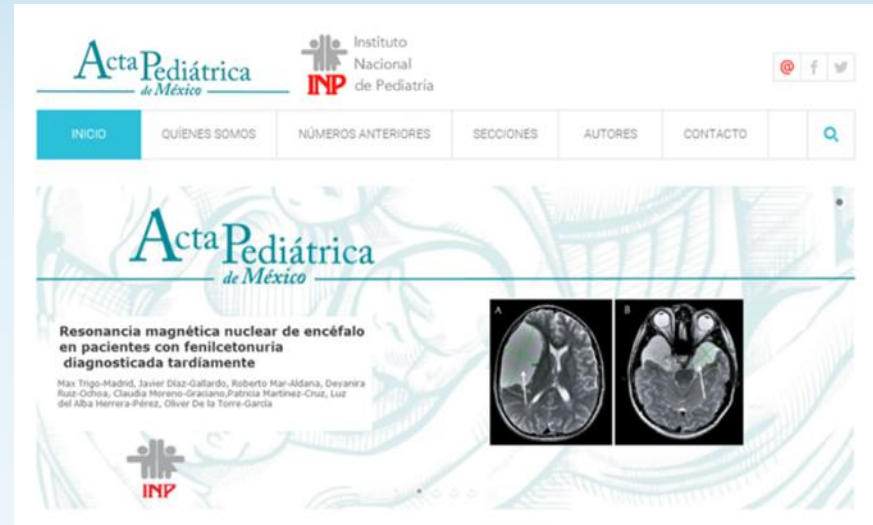 Acta Pediátrica
de México
INP
Instituto
Nacional
de Pediatría
@
INICIO
QUÍENES SOMOS
NÚMEROS ANTERIORES
SECCIONES
AUTORES
CONTACTO
Acta Pediátrica
de México
Resonancia magnética nuclear de encéfalo
en pacientes con fenilcetonuria
diagnosticada tardíamente
Max Trigo-Madrid, Javier Díaz-Gallardo, Roberto Mar-Aldana, Deyanira
Ruiz-Ochoa, Claudia Moreno-Graciano,Patricia Martínez-Cruz, Luz
del Alba Herrera-Pérez, Oliver De la Torre-García
A
B
INP